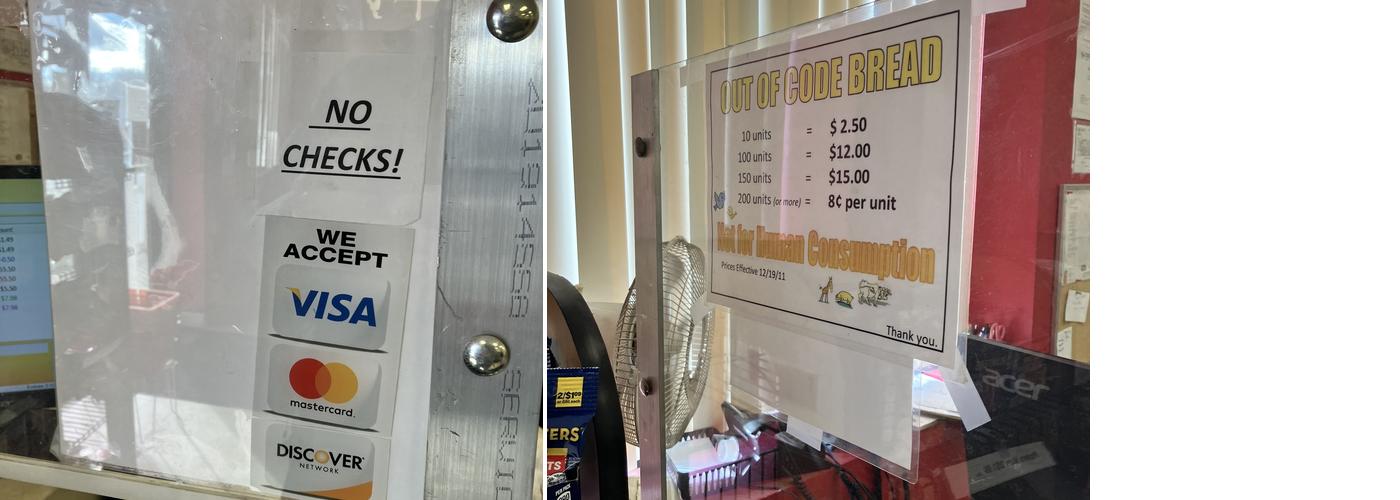 NO
CHECKS!
WE
ACCEPT
VISA
mastercard
DISCOVER
NETWORK
OUT OF CODE BREAD
10 units = $ 2.50
100 units = $12.00
150 units = $15.00
200 units (or more) = 8¢ per unit
Not for Human Consumption
Prices Effective 12/19/11
Thank you.
acer
2/$1⁰⁰